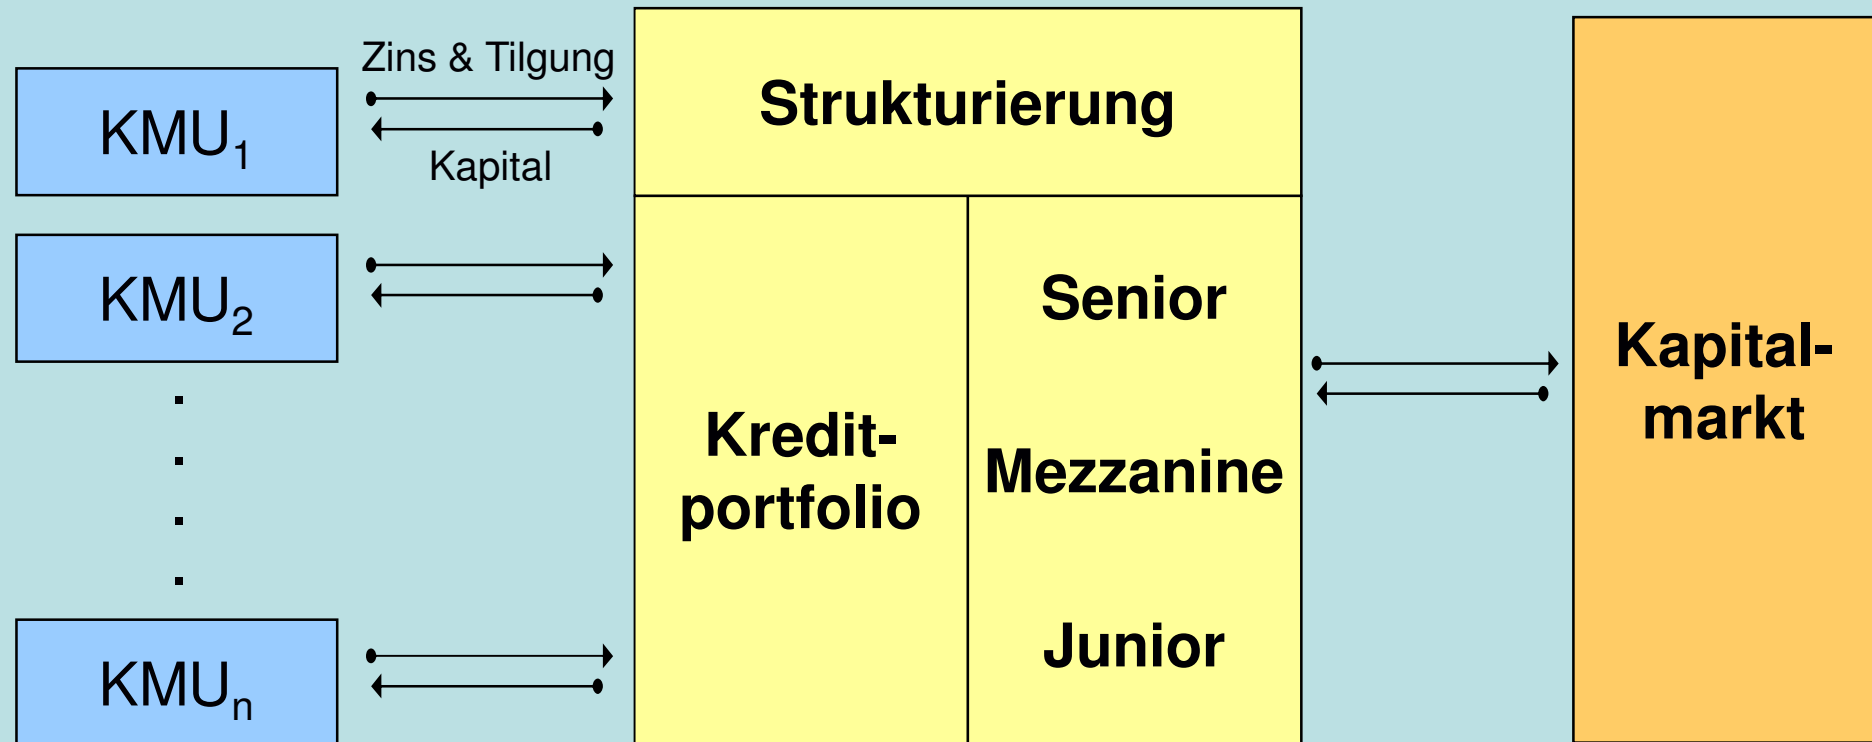 Zins & Tilgung
KMU₁
Kapital
KMU₂
.
.
.
.
KMUₙ
Strukturierung
Kredit-
portfolio
Senior
Mezzanine
Junior
Kapital-
markt